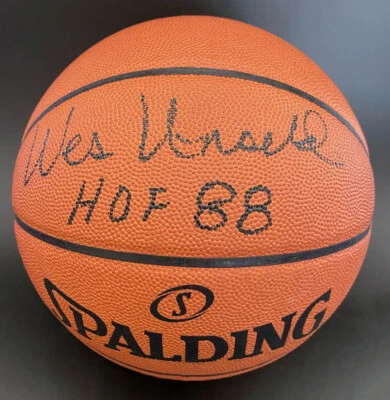 Wes Unseld
HOF 88
S
SPALDING